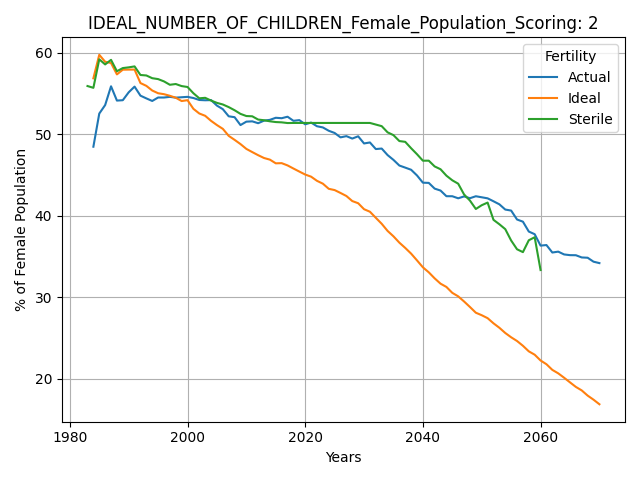 IDEAL_NUMBER_OF_CHILDREN_Female_Population_Scoring: 2
Fertility
Actual
Ideal
Sterile
% of Female Population
60
50
40
30
20
1980
2000
2020
2040
2060
Years